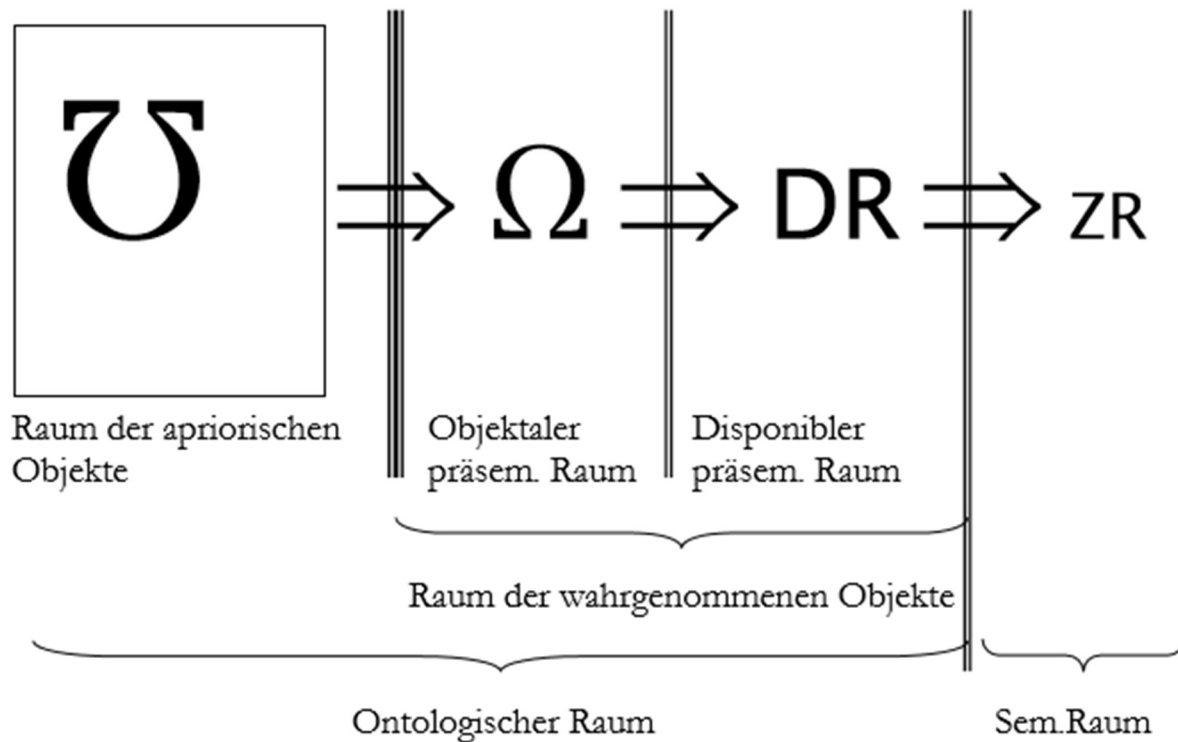 ℧ ⇒ Ω ⇒ DR ⇒ ZR
Raum der apriorischen
Objekte
Objektaler
präsem. Raum
Disponibler
präsem. Raum
Raum der wahrgenommenen Objekte
Ontologischer Raum
Sem.Raum